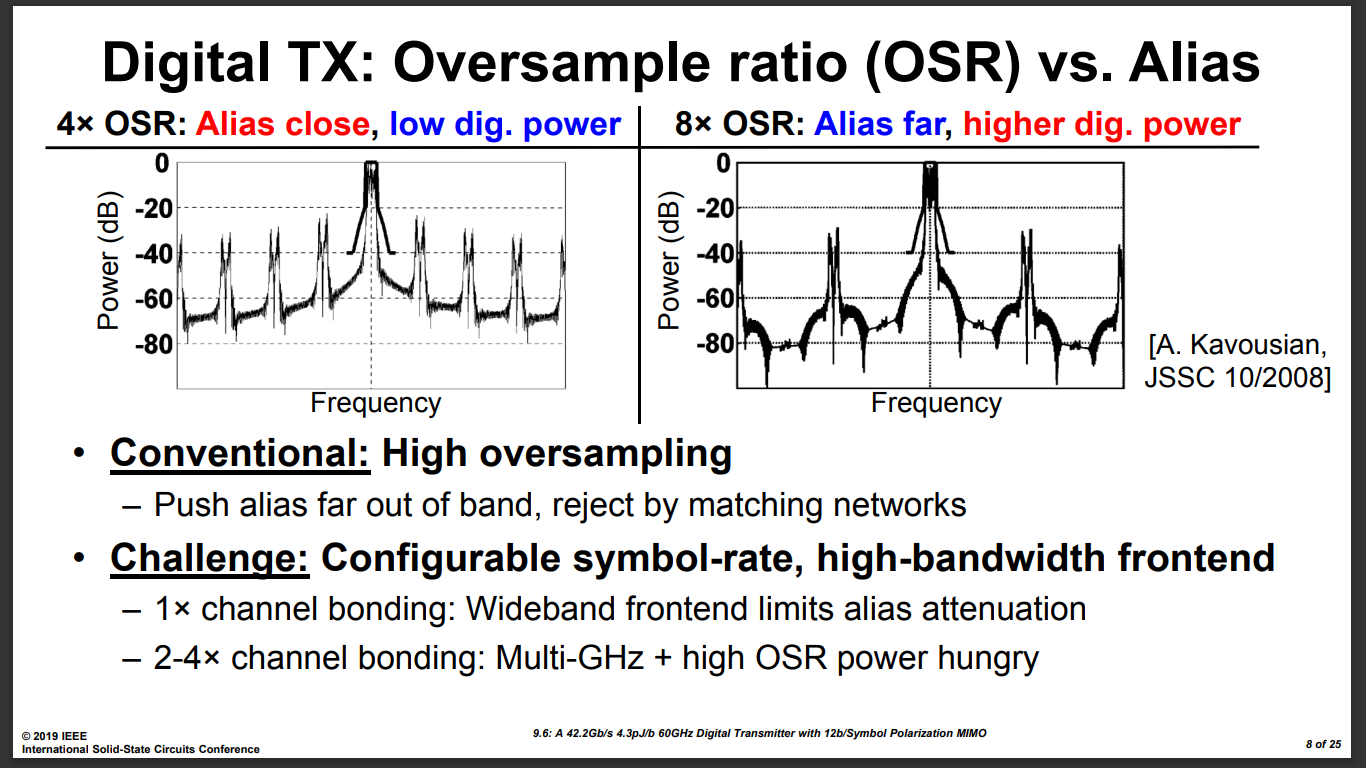 Digital TX: Oversample ratio (OSR) vs. Alias
4× OSR: Alias close, low dig. power
8× OSR: Alias far, higher dig. power
Power (dB)
0
-20
-40
-60
-80
Frequency
Power (dB)
0
-20
-40
-60
-80
Frequency
[A. Kavousian,
JSSC 10/2008]
• Conventional: High oversampling
– Push alias far out of band, reject by matching networks
• Challenge: Configurable symbol-rate, high-bandwidth frontend
– 1× channel bonding: Wideband frontend limits alias attenuation
– 2-4× channel bonding: Multi-GHz + high OSR power hungry
© 2019 IEEE
International Solid-State Circuits Conference
9.6: A 42.2Gb/s 4.3pJ/b 60GHz Digital Transmitter with 12b/Symbol Polarization MIMO
8 of 25